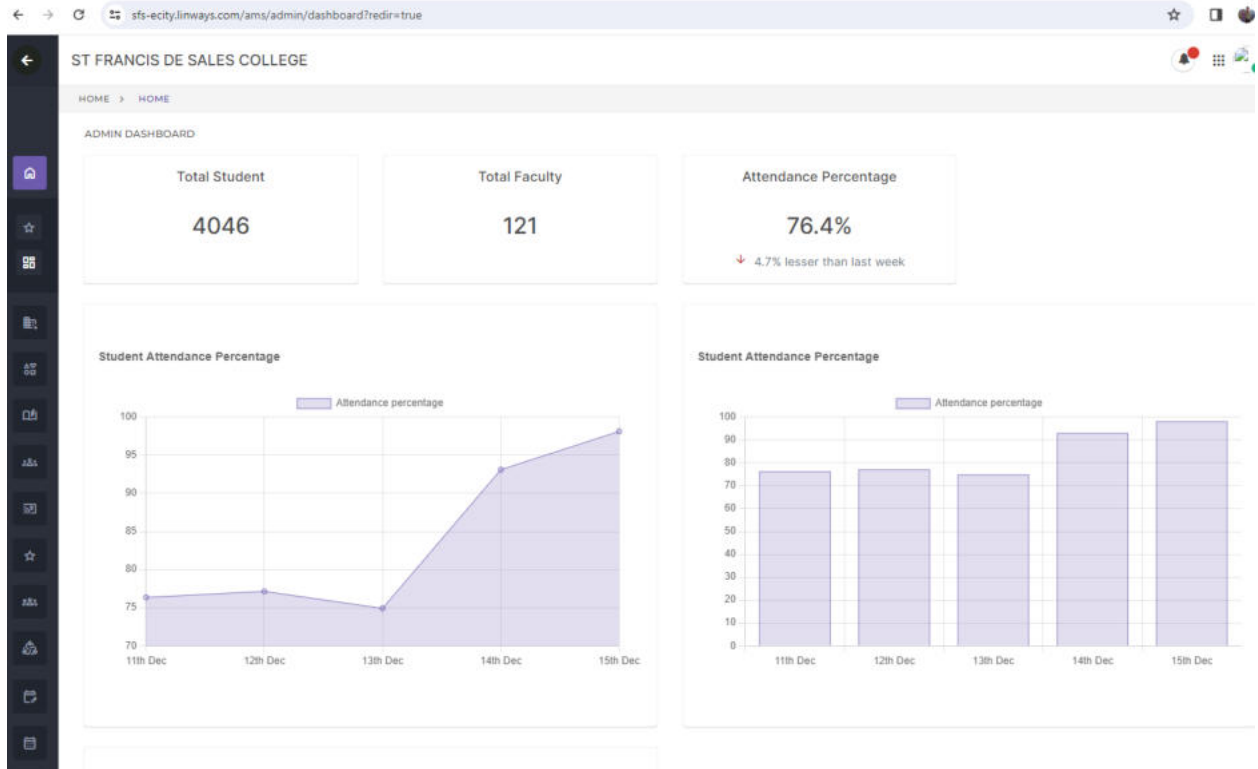 sfs-ecity.linways.com/ams/admin/dashboard?redir=true
ST FRANCIS DE SALES COLLEGE
HOME > HOME
ADMIN DASHBOARD
Total Student
4046
Total Faculty
121
Attendance Percentage
76.4%
4.7% lesser than last week
Student Attendance Percentage
Attendance percentage
100
95
90
85
80
75
70
11th Dec 12th Dec 13th Dec 14th Dec 15th Dec
Student Attendance Percentage
Attendance percentage
100
90
80
70
60
50
40
30
20
10
0
11th Dec 12th Dec 13th Dec 14th Dec 15th Dec